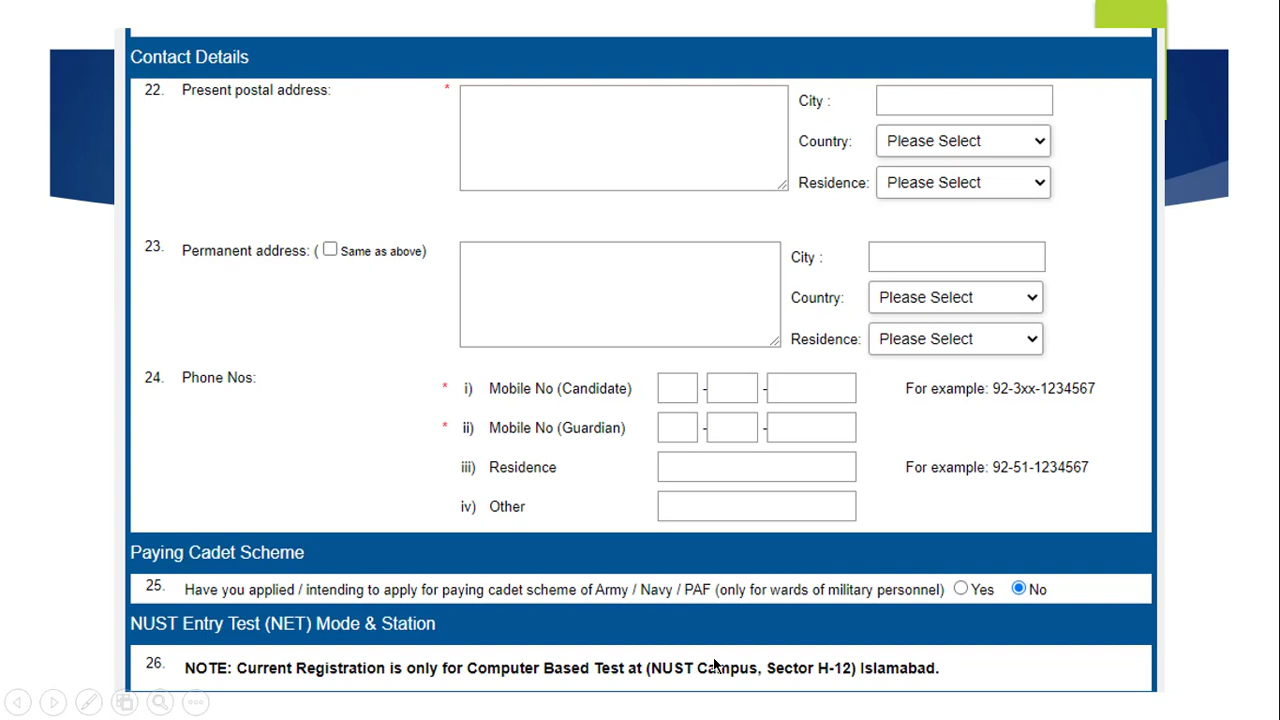 Contact Details
22. Present postal address: * City :
Country: Please Select
Residence: Please Select
23. Permanent address: ( Same as above) City :
Country: Please Select
Residence: Please Select
24. Phone Nos: * i) Mobile No (Candidate) - - For example: 92-3xx-1234567
* ii) Mobile No (Guardian) - -
iii) Residence For example: 92-51-1234567
iv) Other
Paying Cadet Scheme
25. Have you applied / intending to apply for paying cadet scheme of Army / Navy / PAF (only for wards of military personnel) Yes No
NUST Entry Test (NET) Mode & Station
26. NOTE: Current Registration is only for Computer Based Test at (NUST Campus, Sector H-12) Islamabad.